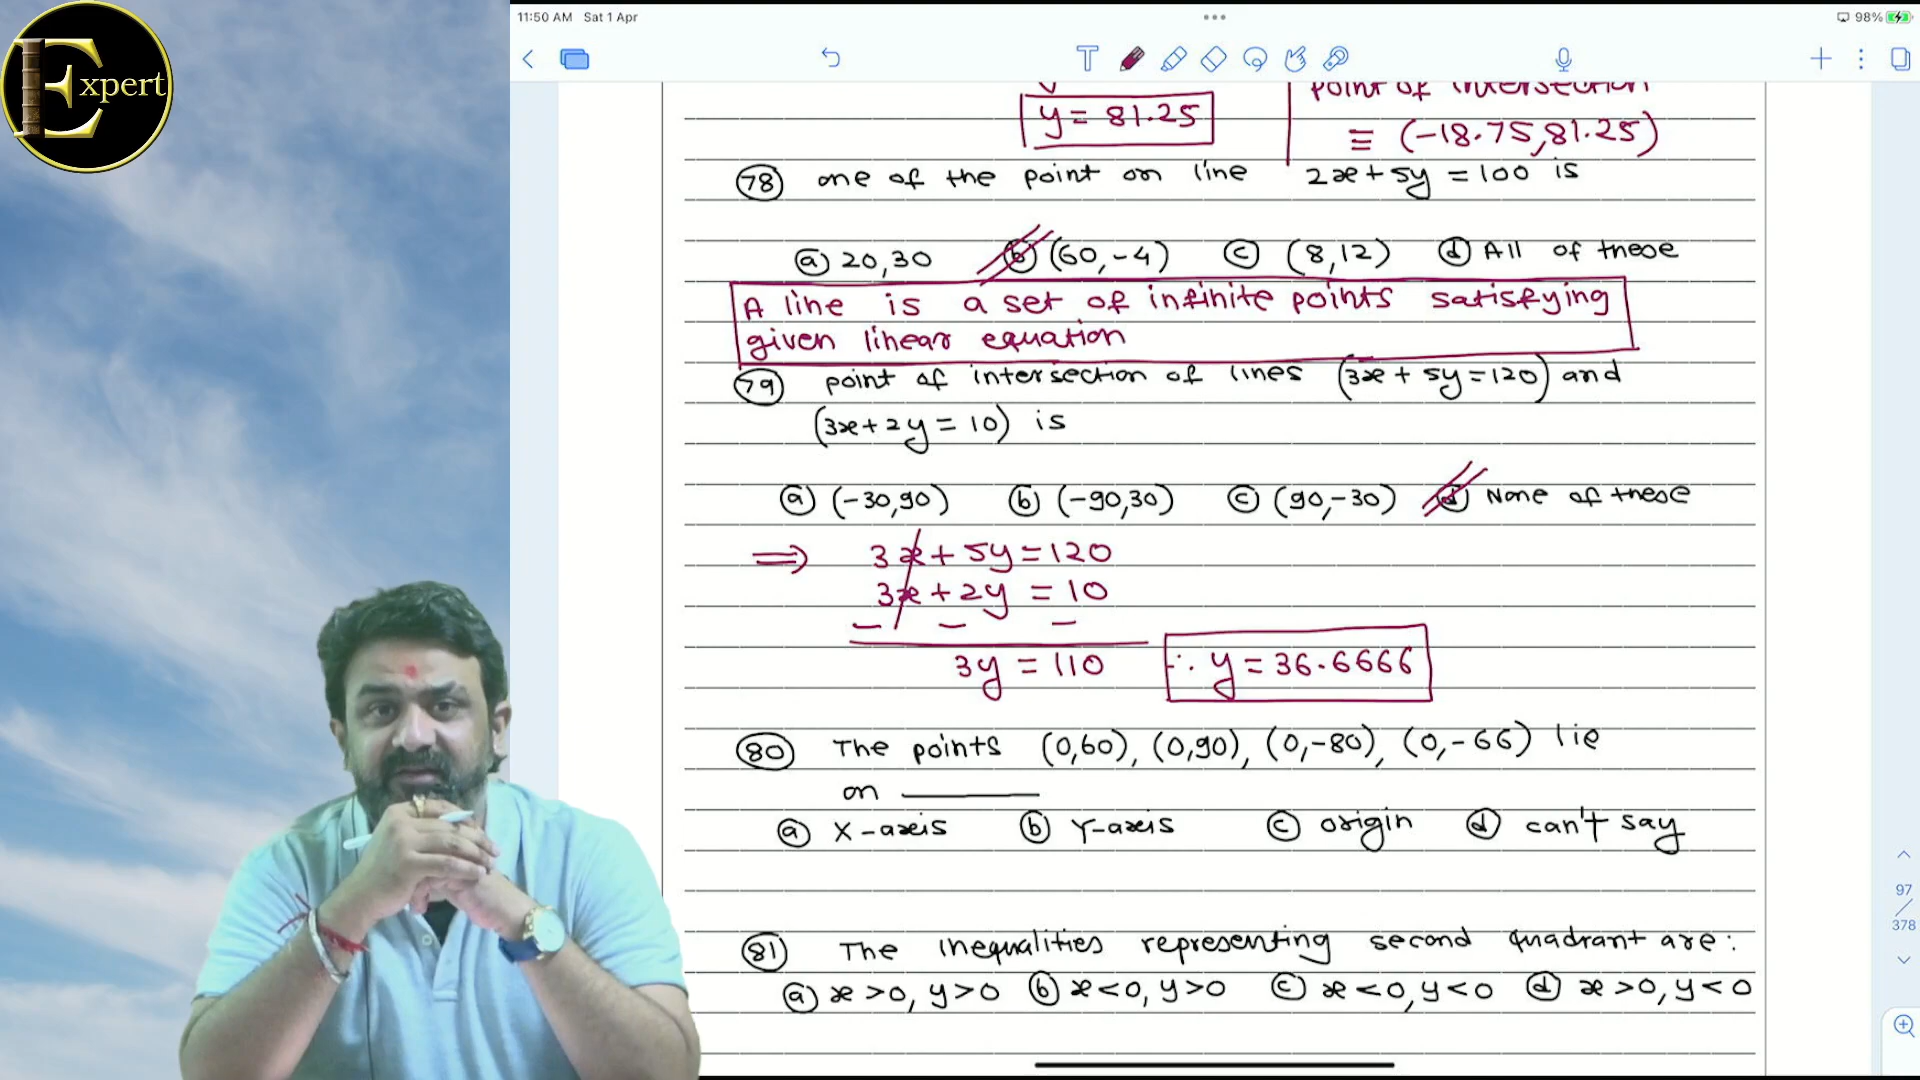 Expert
11:50 AM Sat 1 Apr
98%
y = 81.25
point of intersection
≡ (-18.75,81.25)
78 one of the point on line 2x+5y = 100 is
a 20,30 b (60,-4) c (8,12) d All of these
A line is a set of infinite points satisfying
given linear equation
79 point of intersection of lines (3x + 5y=120) and
(3x+2y = 10) is
a (-30,90) b (-90,30) c (90,-30) d None of these
⇒ 3x+ 5y=120
3x+2y = 10
- - -
3y = 110 ∴ y = 36.6666
80 The points (0,60), (0,90), (0,-80), (0,-66) lie
on ________
a X-axis b Y-axis c origin d can't say
81 The inequalities representing second Quadrant are:
a x >0, y>0 b x<0, y>0 c x<0,y<0 d x >0, y<0
97
378